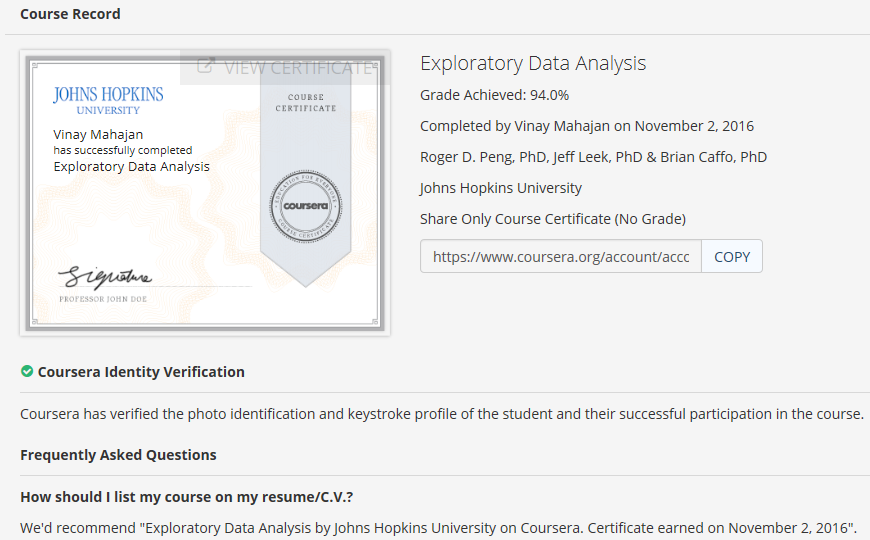 Course Record
VIEW CERTIFICATE
JOHNS HOPKINS
UNIVERSITY
Vinay Mahajan
has successfully completed
Exploratory Data Analysis
COURSE
CERTIFICATE
EDUCATION FOR EVERYONE
coursera
COURSE CERTIFICATE
Signature
PROFESSOR JOHN DOE
Exploratory Data Analysis
Grade Achieved: 94.0%
Completed by Vinay Mahajan on November 2, 2016
Roger D. Peng, PhD, Jeff Leek, PhD & Brian Caffo, PhD
Johns Hopkins University
Share Only Course Certificate (No Grade)
https://www.coursera.org/account/accc COPY
Coursera Identity Verification
Coursera has verified the photo identification and keystroke profile of the student and their successful participation in the course.
Frequently Asked Questions
How should I list my course on my resume/C.V.?
We'd recommend "Exploratory Data Analysis by Johns Hopkins University on Coursera. Certificate earned on November 2, 2016".